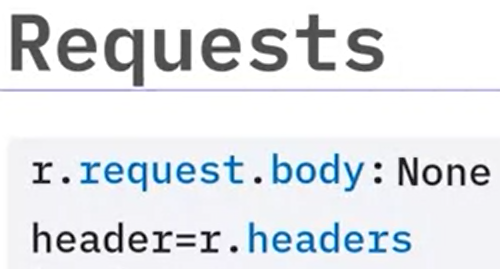 Requests
r.request.body: None
header=r.headers